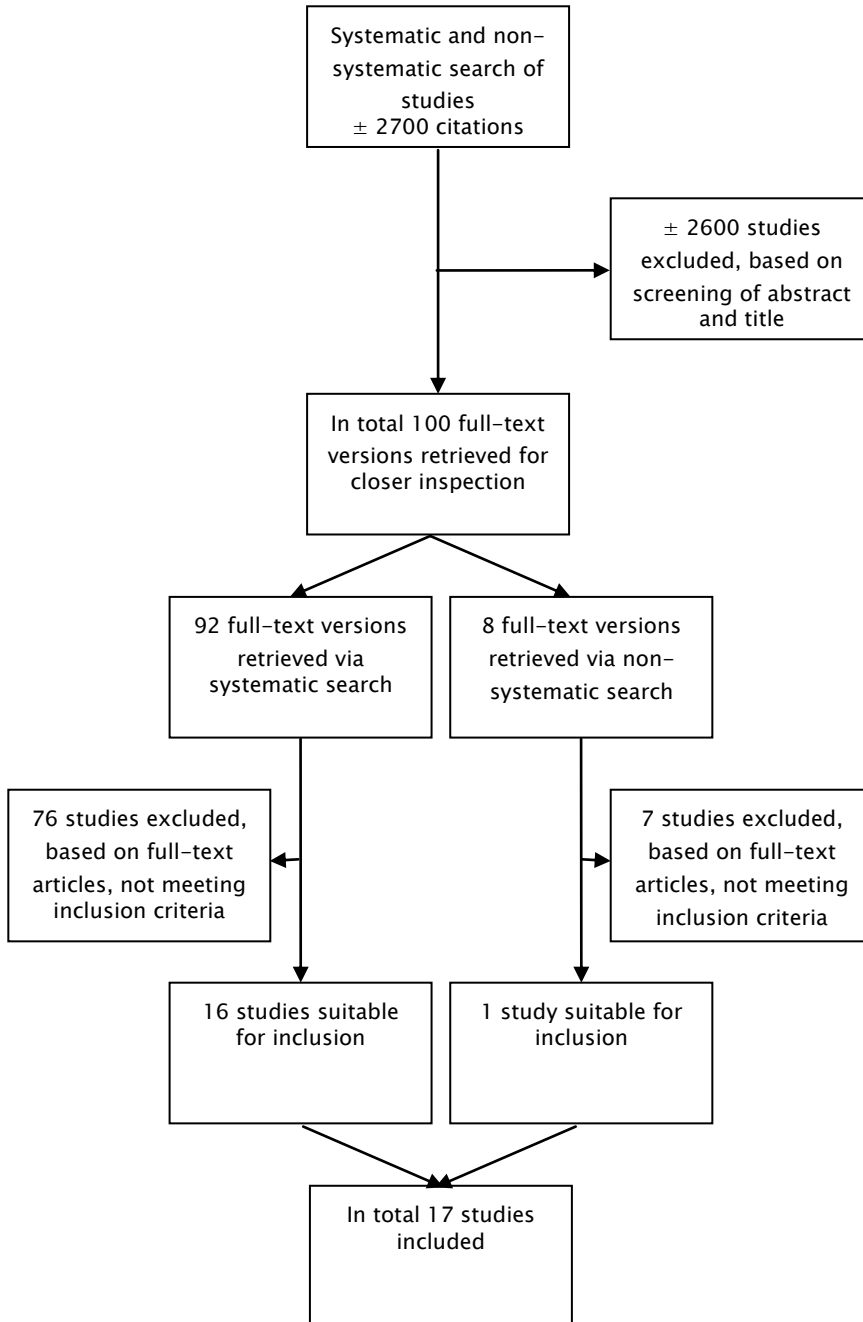 Systematic and non-
systematic search of
studies
± 2700 citations
± 2600 studies
excluded, based on
screening of abstract
and title
In total 100 full-text
versions retrieved for
closer inspection
92 full-text versions
retrieved via
systematic search
8 full-text versions
retrieved via non-
systematic search
76 studies excluded,
based on full-text
articles, not meeting
inclusion criteria
7 studies excluded,
based on full-text
articles, not meeting
inclusion criteria
16 studies suitable
for inclusion
1 study suitable for
inclusion
In total 17 studies
included